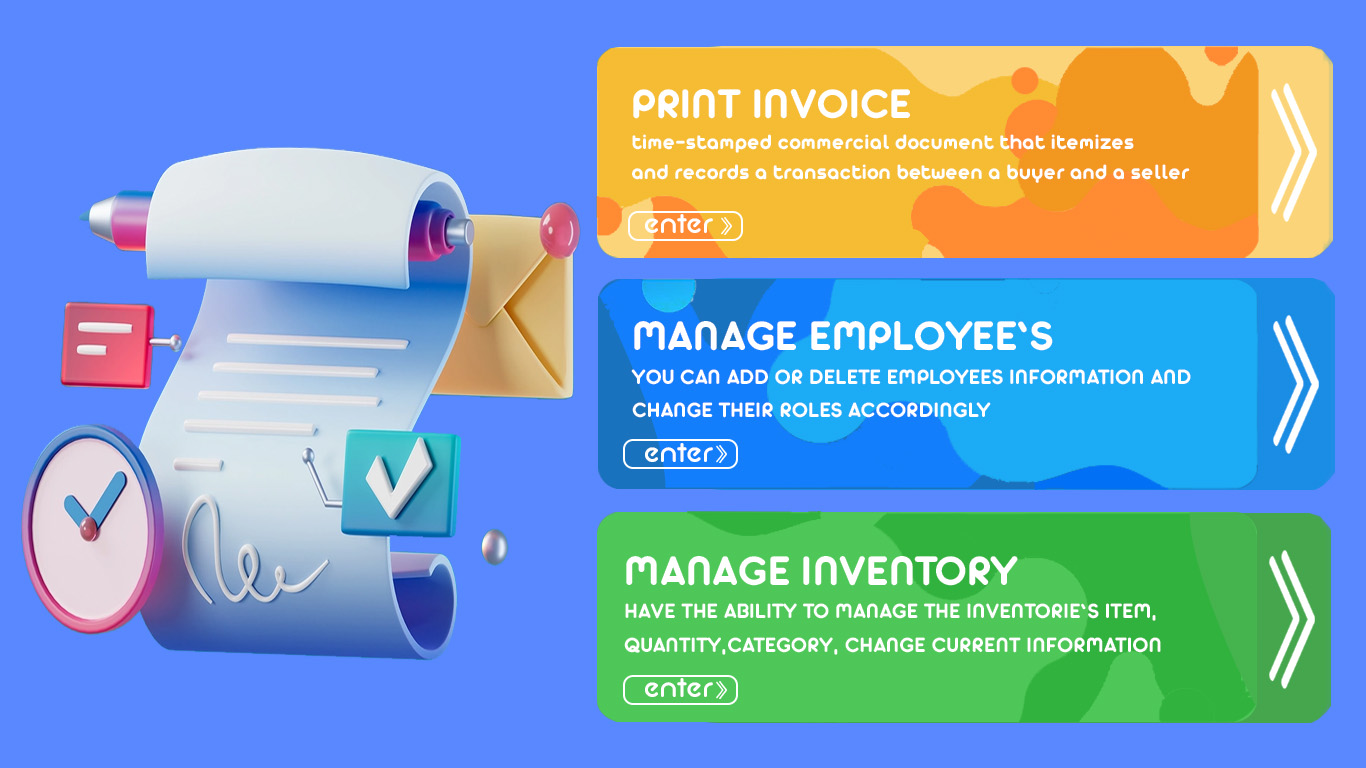 PRINT INVOICE
time-stamped commercial document that itemizes
and records a transaction between a buyer and a seller
enter
MANAGE EMPLOYEE`S
YOU CAN ADD OR DELETE EMPLOYEES INFORMATION AND
CHANGE THEIR ROLES ACCORDINGLY
enter
MANAGE INVENTORY
HAVE THE ABILITY TO MANAGE THE INVENTORIE`S ITEM,
QUANTITY,CATEGORY, CHANGE CURRENT INFORMATION
enter